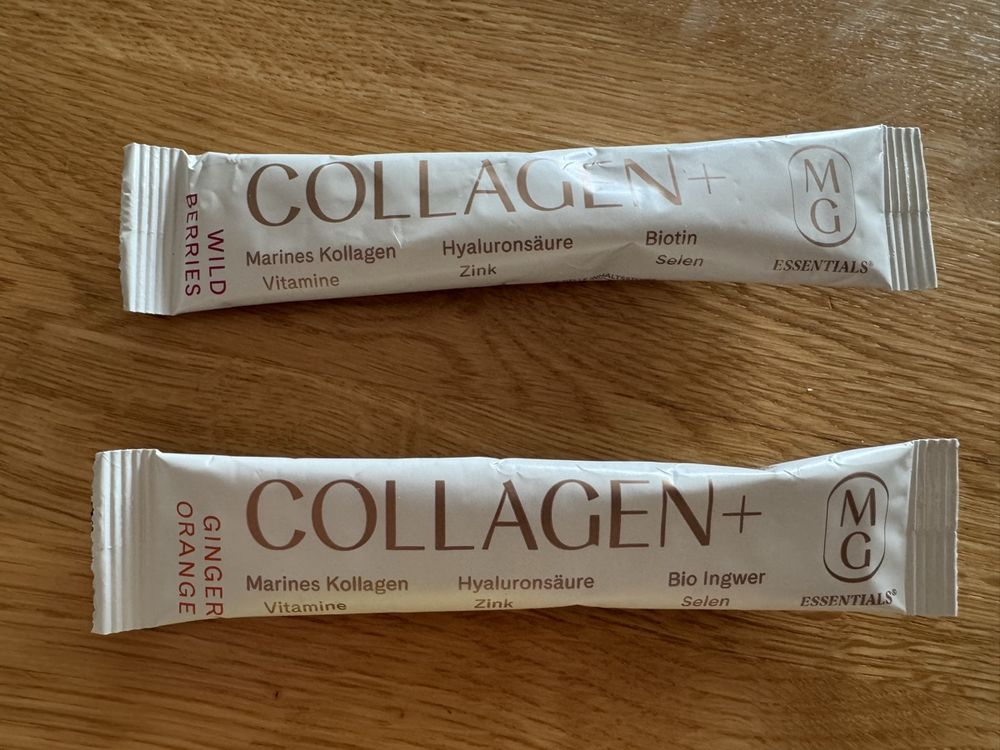 WILD
BERRIES
COLLAGEN+
Marines Kollagen Hyaluronsäure Biotin
Vitamine Zink Selen
MG
ESSENTIALS®
GINGER
ORANGE
COLLAGEN+
Marines Kollagen Hyaluronsäure Bio Ingwer
Vitamine Zink Selen
MG
ESSENTIALS®